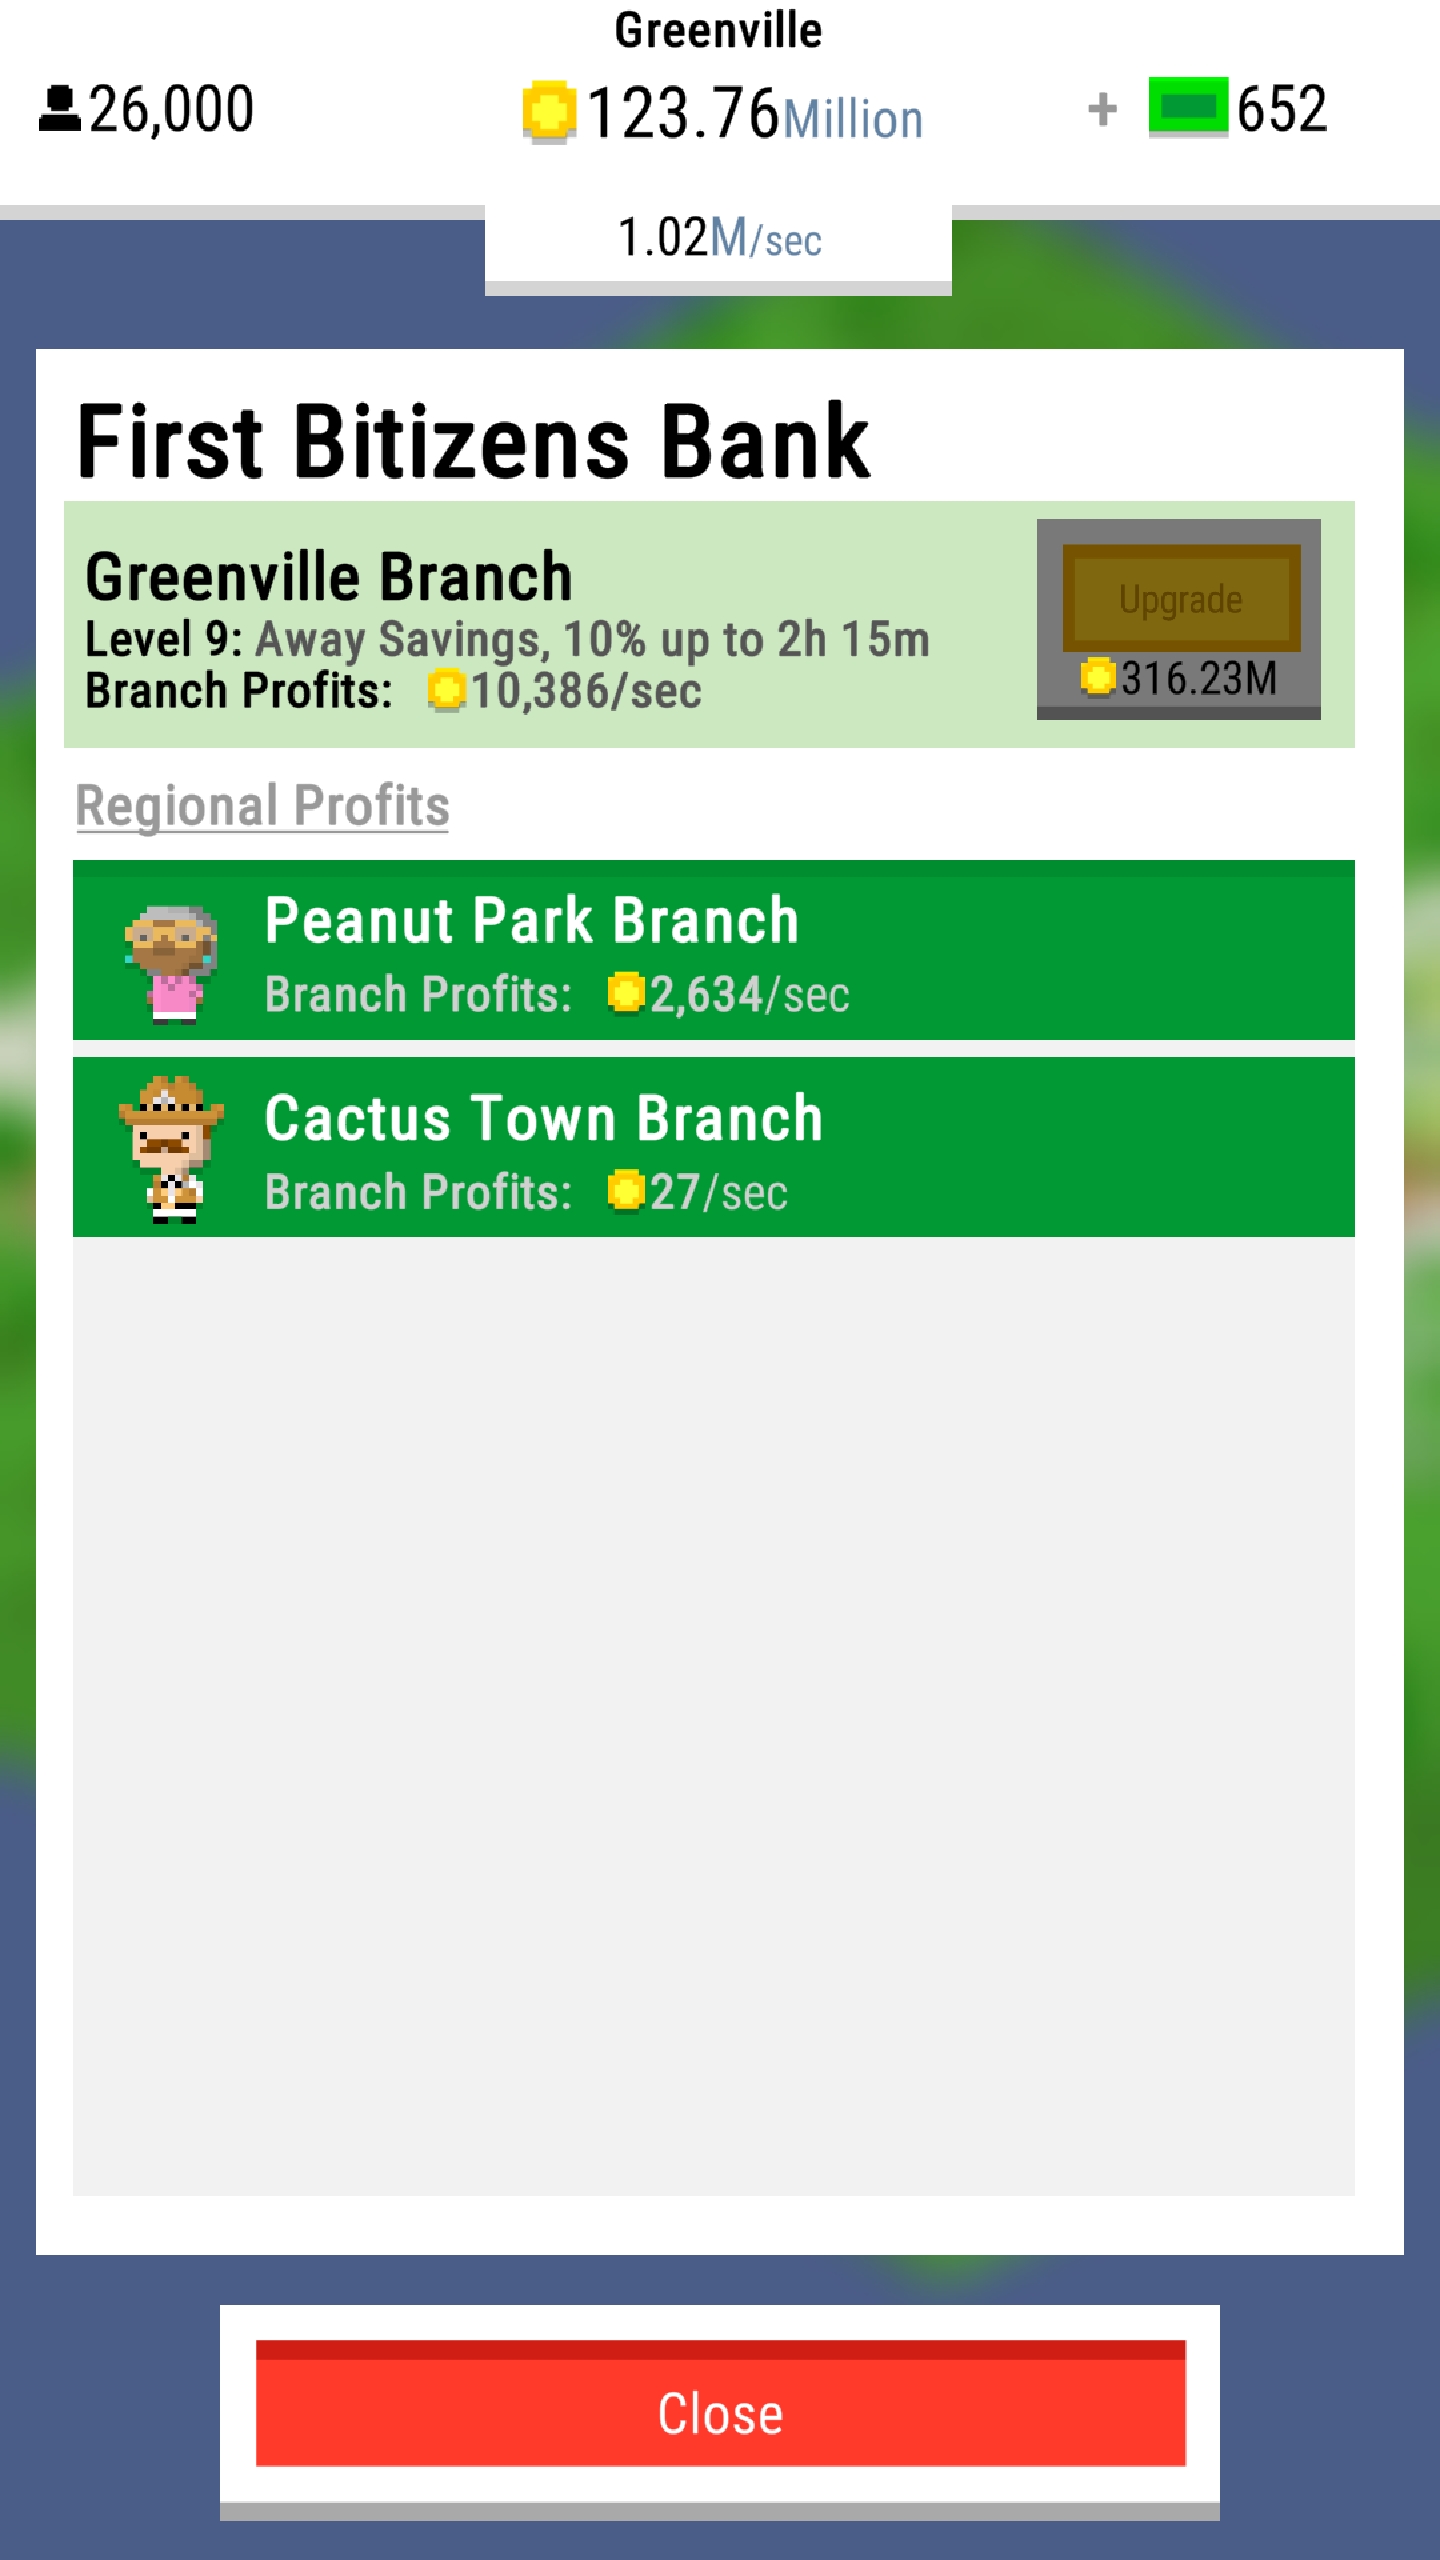 Greenville
26,000
123.76Million
+ 652
1.02M/sec
First Bitizens Bank
Greenville Branch
Level 9: Away Savings, 10% up to 2h 15m
Branch Profits: 10,386/sec
Upgrade
316.23M
Regional Profits
Peanut Park Branch
Branch Profits: 2,634/sec
Cactus Town Branch
Branch Profits: 27/sec
Close